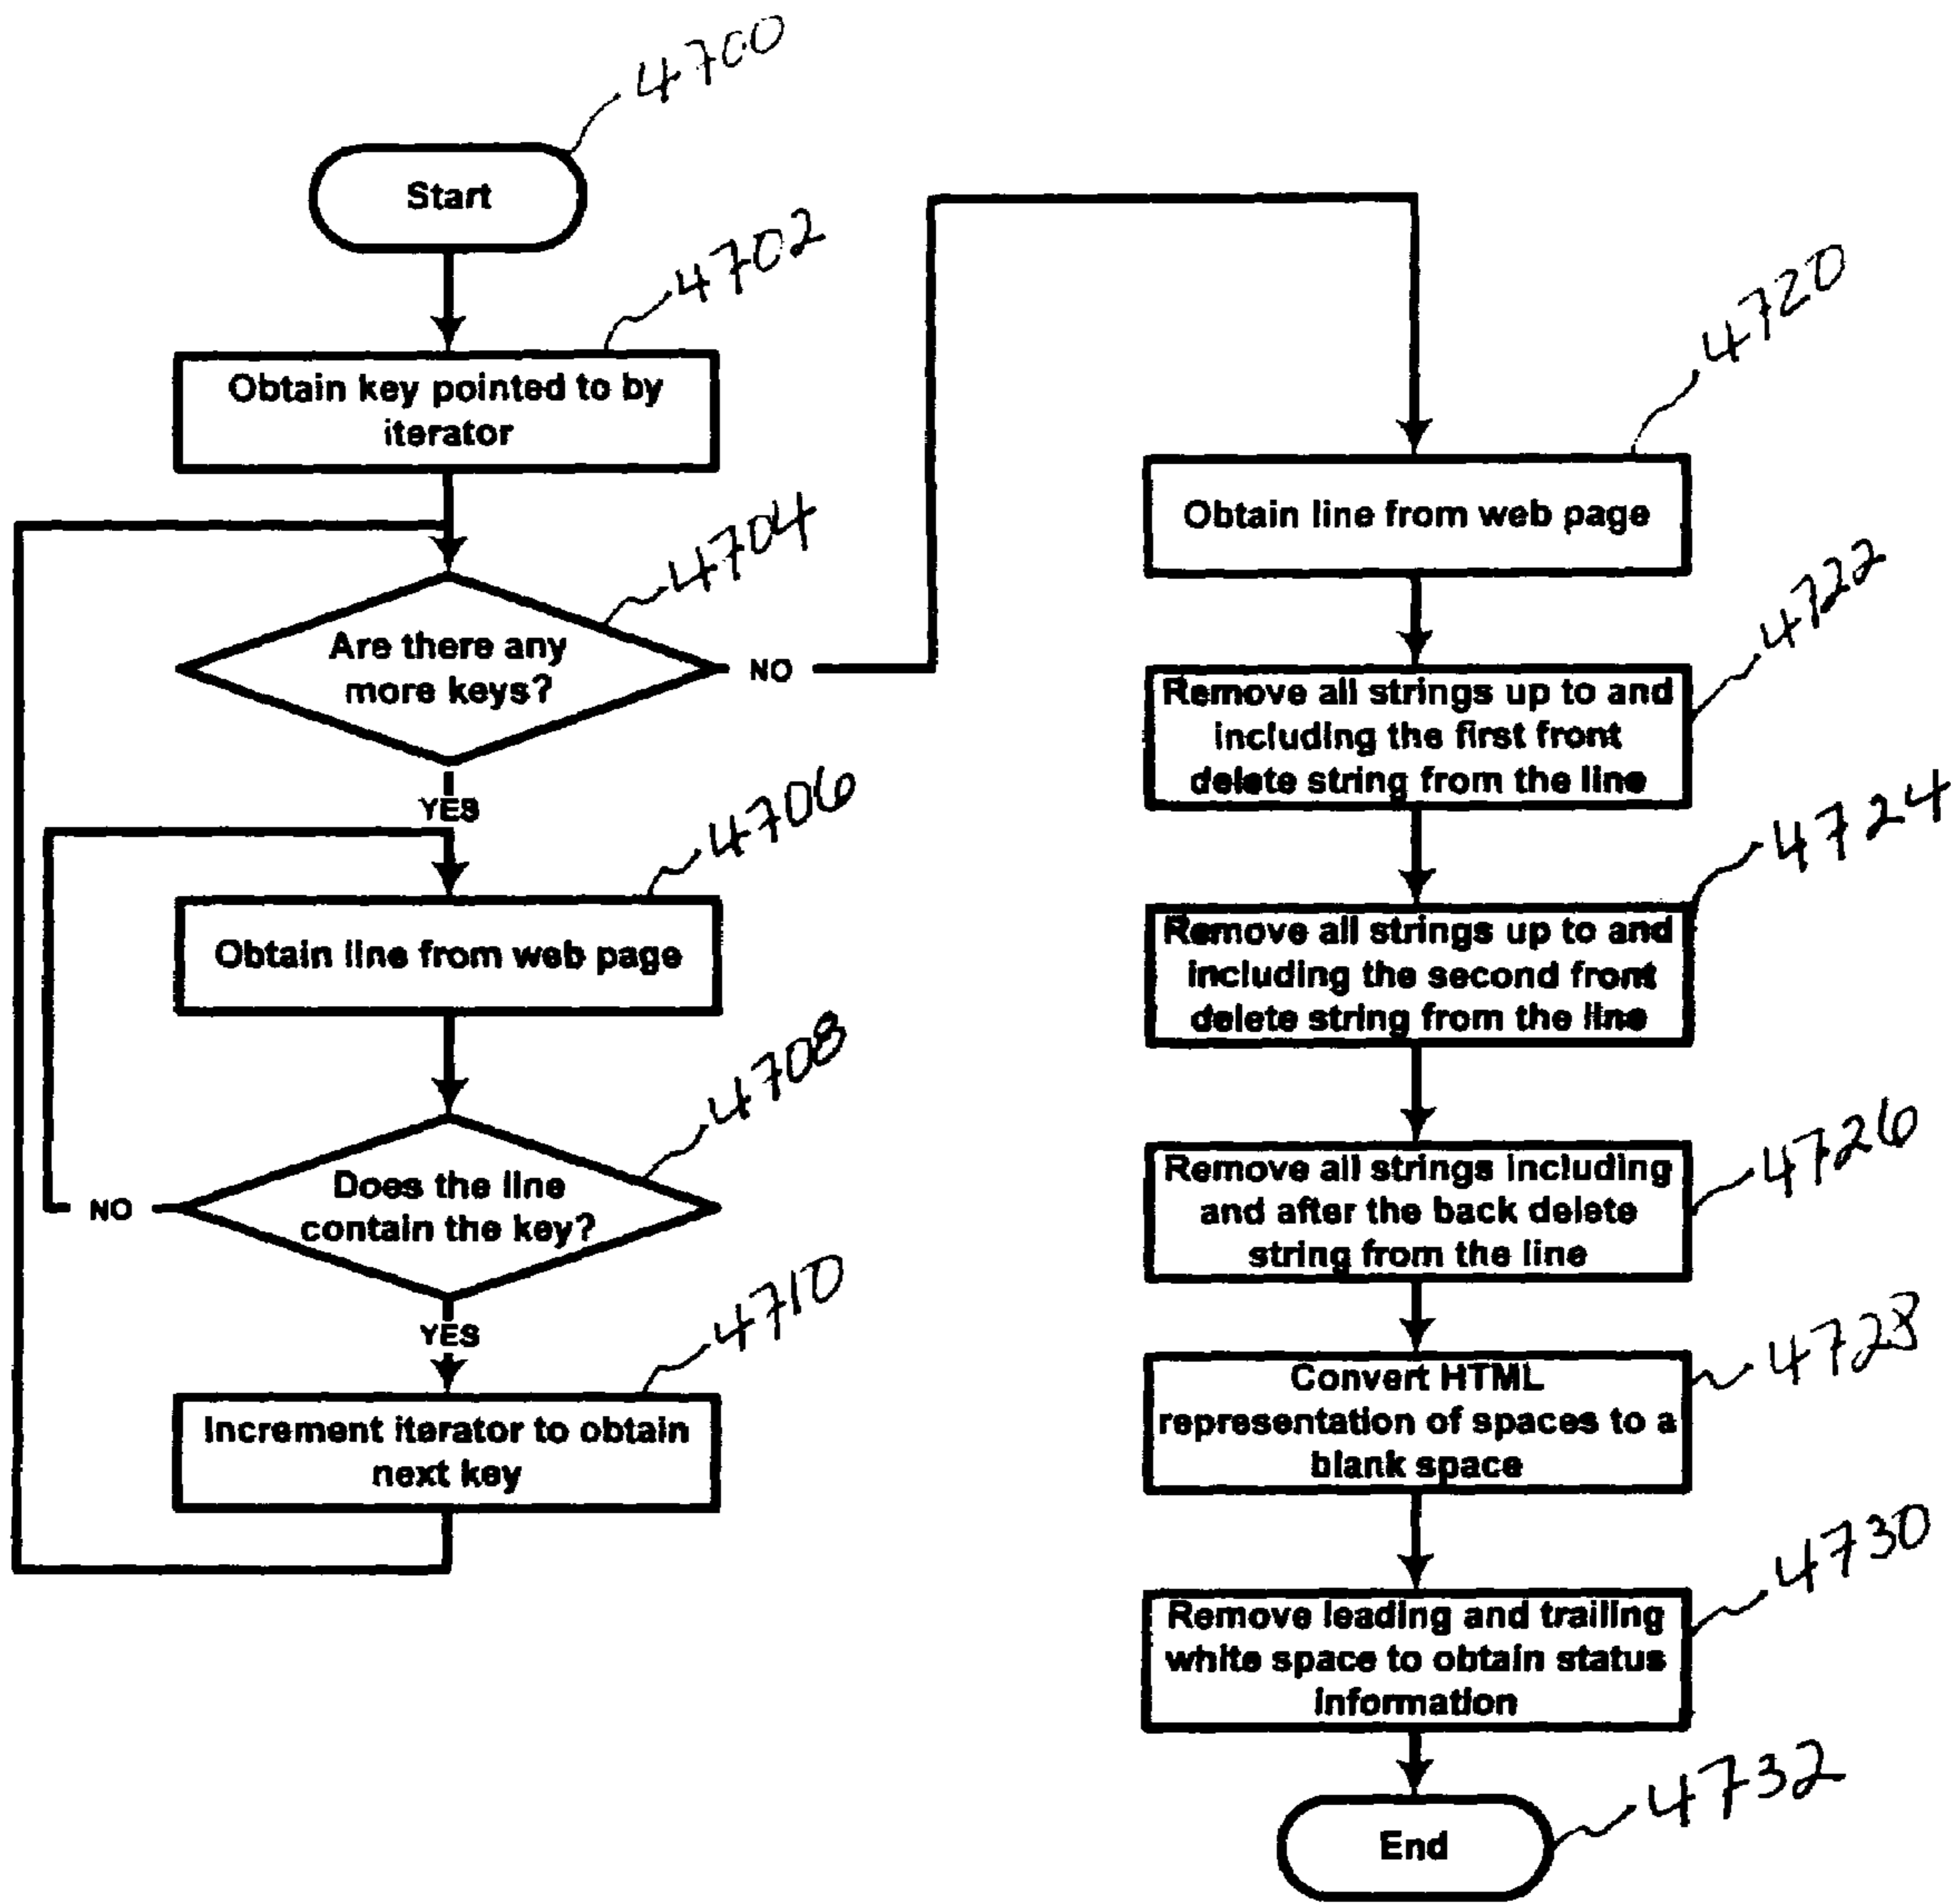 4700
Start
4702
Obtain key pointed to by
iterator
4704
Are there any
more keys?
NO
YES
4706
Obtain line from web page
4708
Does the line
contain the key?
NO
YES
4710
Increment iterator to obtain
next key
4720
Obtain line from web page
4722
Remove all strings up to and
including the first front
delete string from the line
4724
Remove all strings up to and
including the second front
delete string from the line
4726
Remove all strings including
and after the back delete
string from the line
4728
Convert HTML
representation of spaces to a
blank space
4730
Remove leading and trailing
white space to obtain status
information
4732
End